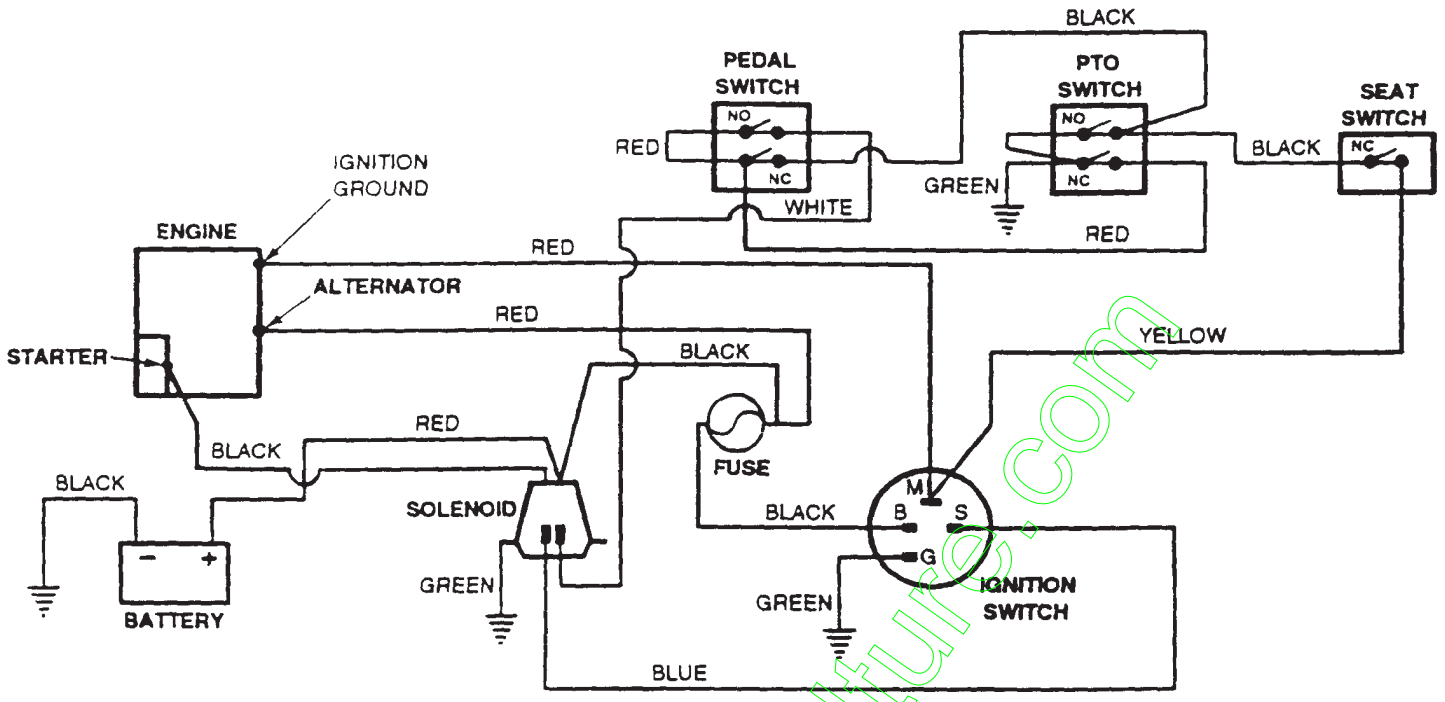 BLACK
PEDAL
SWITCH
PTO
SWITCH
SEAT
SWITCH
NO
NO
NC
RED
BLACK
IGNITION
GROUND
NC
NC
GREEN
WHITE
ENGINE
RED
RED
ALTERNATOR
RED
YELLOW
STARTER
BLACK
RED
BLACK
FUSE
BLACK
SOLENOID
M
B
S
BLACK
- +
G
GREEN
IGNITION
SWITCH
GREEN
BATTERY
BLUE
ture.com